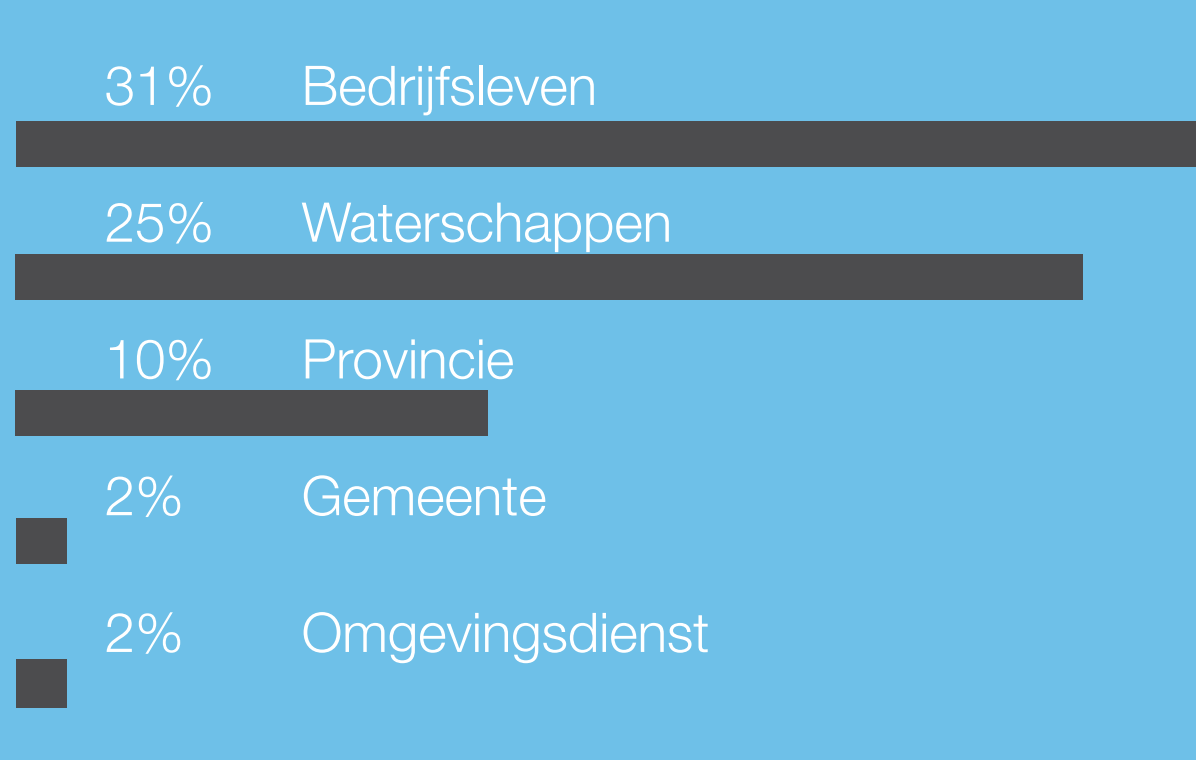 31% Bedrijfsleven
25% Waterschappen
10% Provincie
2% Gemeente
2% Omgevingsdienst